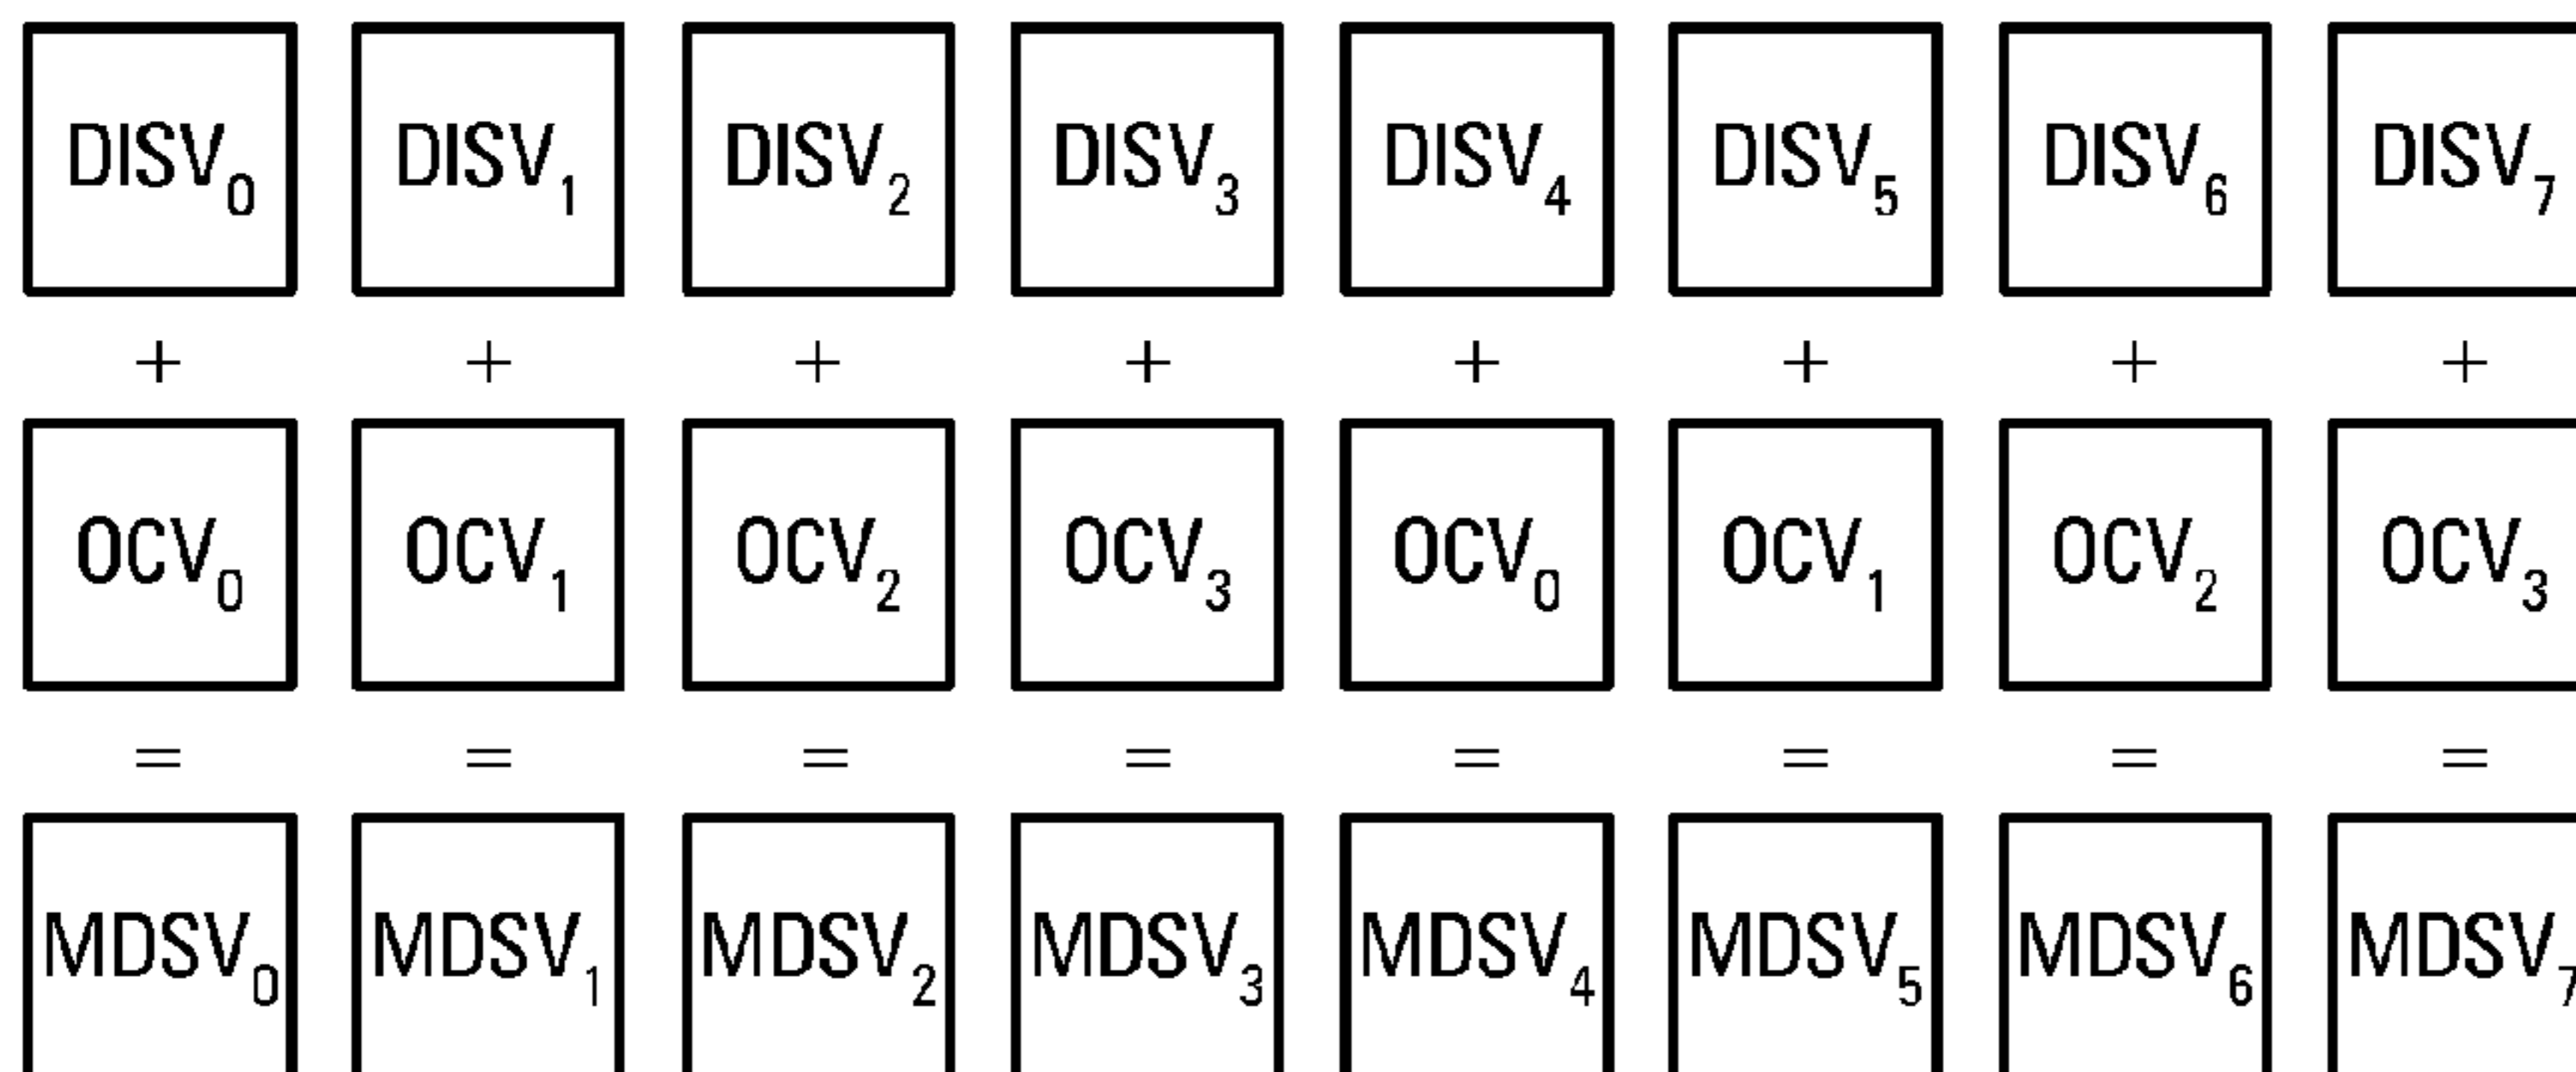 DISV₀ DISV₁ DISV₂ DISV₃ DISV₄ DISV₅ DISV₆ DISV₇
+ + + + + + + +
OCV₀ OCV₁ OCV₂ OCV₃ OCV₀ OCV₁ OCV₂ OCV₃
= = = = = = = =
MDSV₀ MDSV₁ MDSV₂ MDSV₃ MDSV₄ MDSV₅ MDSV₆ MDSV₇